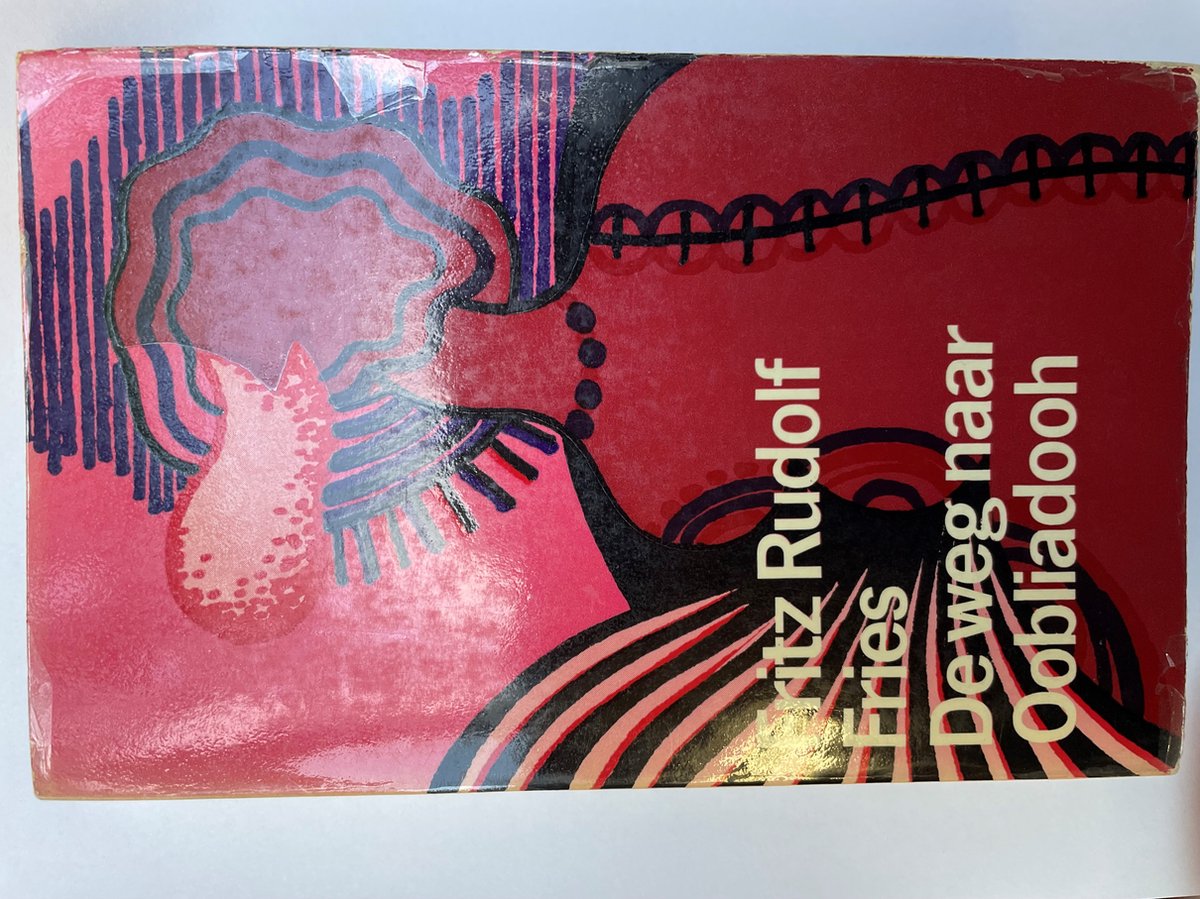 Fritz Rudolf
Fries
De weg naar
Oobliadooh